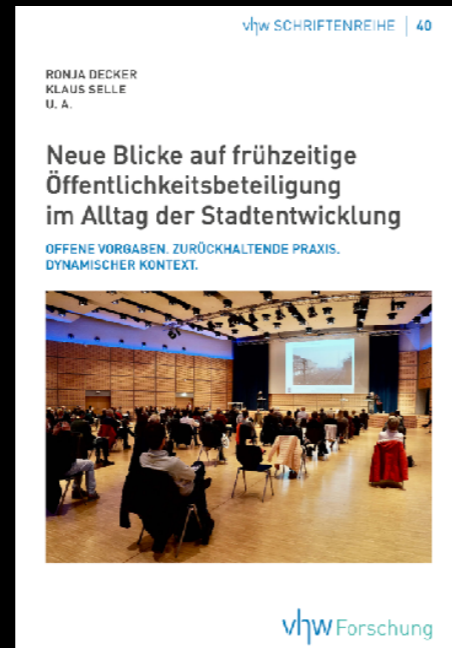 vhw SCHRIFTENREIHE | 40
RONJA DECKER
KLAUS SELLE
U. A.
Neue Blicke auf frühzeitige
Öffentlichkeitsbeteiligung
im Alltag der Stadtentwicklung
OFFENE VORGABEN. ZURÜCKHALTENDE PRAXIS.
DYNAMISCHER KONTEXT.
vhw Forschung